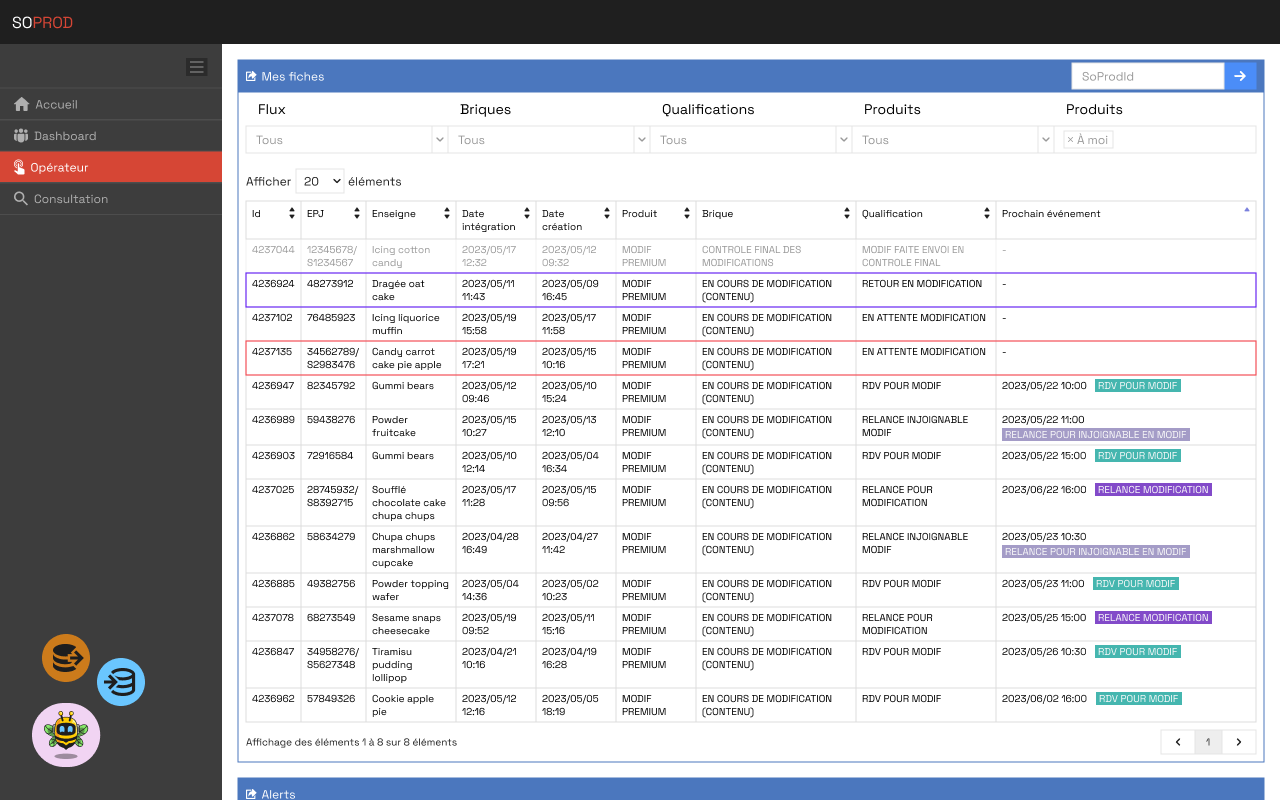 SOPROD
Accueil
Dashboard
Opérateur
Consultation
Mes fiches
SoProdId
Flux Briques Qualifications Produits Produits
Tous Tous Tous Tous × À moi
Afficher 20 éléments
Id EPJ Enseigne Date intégration Date création Produit Brique Qualification Prochain événement
4237044 12345678/S1234567 Icing cotton candy 2023/05/17 12:32 2023/05/12 09:32 MODIF PREMIUM CONTROLE FINAL DES MODIFICATIONS MODIF FAITE ENVOI EN CONTROLE FINAL -
4236924 48273912 Dragée oat cake 2023/05/11 11:43 2023/05/09 16:45 MODIF PREMIUM EN COURS DE MODIFICATION (CONTENU) RETOUR EN MODIFICATION -
4237102 76485923 Icing liquorice muffin 2023/05/19 15:58 2023/05/17 11:58 MODIF PREMIUM EN COURS DE MODIFICATION (CONTENU) EN ATTENTE MODIFICATION -
4237135 34562789/S2983476 Candy carrot cake pie apple 2023/05/19 17:21 2023/05/15 10:16 MODIF PREMIUM EN COURS DE MODIFICATION (CONTENU) EN ATTENTE MODIFICATION -
4236947 82345792 Gummi bears 2023/05/12 09:46 2023/05/10 15:24 MODIF PREMIUM EN COURS DE MODIFICATION (CONTENU) RDV POUR MODIF 2023/05/22 10:00 RDV POUR MODIF
4236989 59438276 Powder fruitcake 2023/05/15 10:27 2023/05/13 12:10 MODIF PREMIUM EN COURS DE MODIFICATION (CONTENU) RELANCE INJOIGNABLE MODIF 2023/05/22 11:00 RELANCE POUR INJOIGNABLE EN MODIF
4236903 72916584 Gummi bears 2023/05/10 12:14 2023/05/04 16:34 MODIF PREMIUM EN COURS DE MODIFICATION (CONTENU) RDV POUR MODIF 2023/05/22 15:00 RDV POUR MODIF
4237025 28745932/S8392715 Soufflé chocolate cake chupa chups 2023/05/17 11:28 2023/05/15 09:56 MODIF PREMIUM EN COURS DE MODIFICATION (CONTENU) RELANCE POUR MODIFICATION 2023/06/22 16:00 RELANCE MODIFICATION
4236862 58634279 Chupa chups marshmallow cupcake 2023/04/28 16:49 2023/04/27 11:42 MODIF PREMIUM EN COURS DE MODIFICATION (CONTENU) RELANCE INJOIGNABLE MODIF 2023/05/23 10:30 RELANCE POUR INJOIGNABLE EN MODIF
4236885 49382756 Powder topping wafer 2023/05/04 14:36 2023/05/02 10:23 MODIF PREMIUM EN COURS DE MODIFICATION (CONTENU) RDV POUR MODIF 2023/05/23 11:00 RDV POUR MODIF
4237078 68273549 Sesame snaps cheesecake 2023/05/19 09:52 2023/05/11 15:16 MODIF PREMIUM EN COURS DE MODIFICATION (CONTENU) RELANCE POUR MODIFICATION 2023/05/25 15:00 RELANCE MODIFICATION
4236847 34958276/S5627348 Tiramisu pudding lollipop 2023/04/21 10:16 2023/04/19 16:28 MODIF PREMIUM EN COURS DE MODIFICATION (CONTENU) RDV POUR MODIF 2023/05/26 10:30 RDV POUR MODIF
4236962 57849326 Cookie apple pie 2023/05/12 12:16 2023/05/05 18:19 MODIF PREMIUM EN COURS DE MODIFICATION (CONTENU) RDV POUR MODIF 2023/06/02 16:00 RDV POUR MODIF
Affichage des éléments 1 à 8 sur 8 éléments
1
Alerts